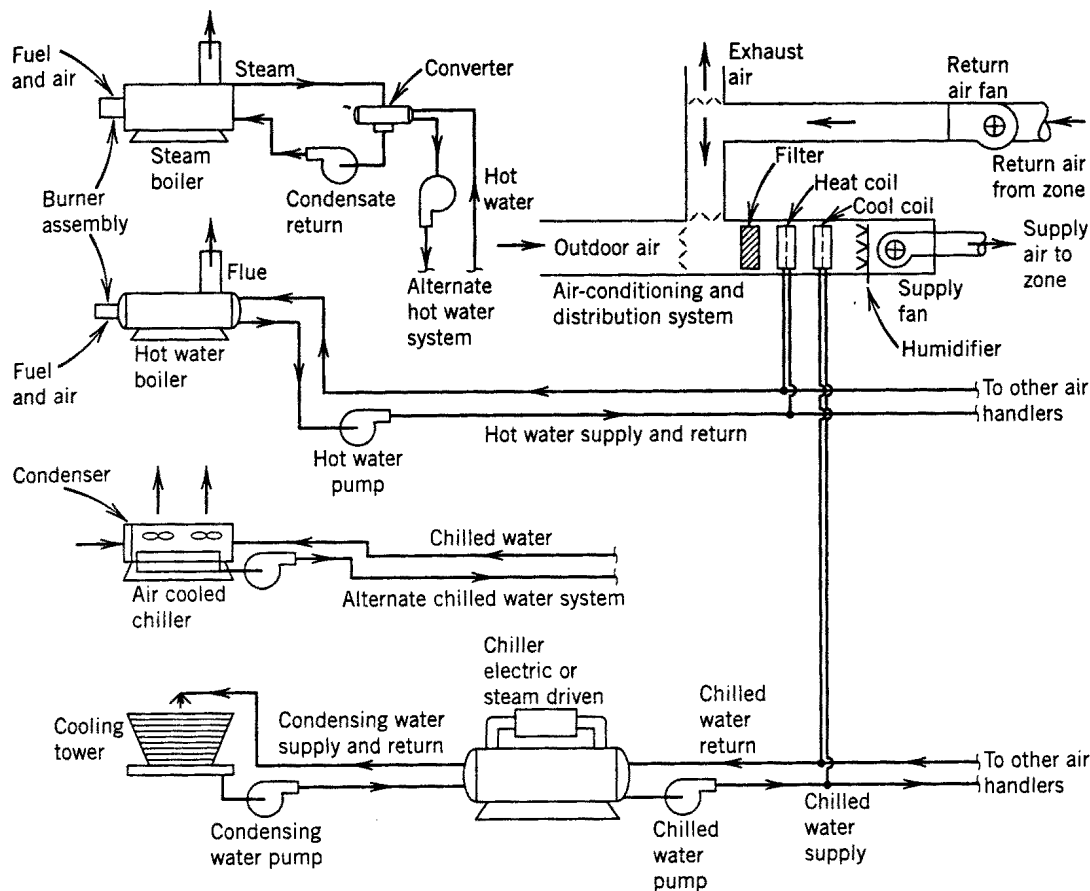 Fuel
and air
Steam
Converter
Steam
boiler
Condensate
return
Hot
water
Burner
assembly
Flue
Alternate
hot water
system
Hot water
boiler
Fuel
and air
Exhaust
air
Return
air fan
Filter
Heat coil
Cool coil
Return air
from zone
Outdoor air
Supply
air to
zone
Air-conditioning and
distribution system
Supply
fan
Humidifier
To other air
handlers
Hot water supply and return
Hot water
pump
Condenser
Chilled water
Air cooled
chiller
Alternate chilled water system
Chiller
electric or
steam driven
Cooling
tower
Condensing water
supply and return
Chilled
water
return
To other air
handlers
Condensing
water pump
Chilled
water
pump
Chilled
water
supply